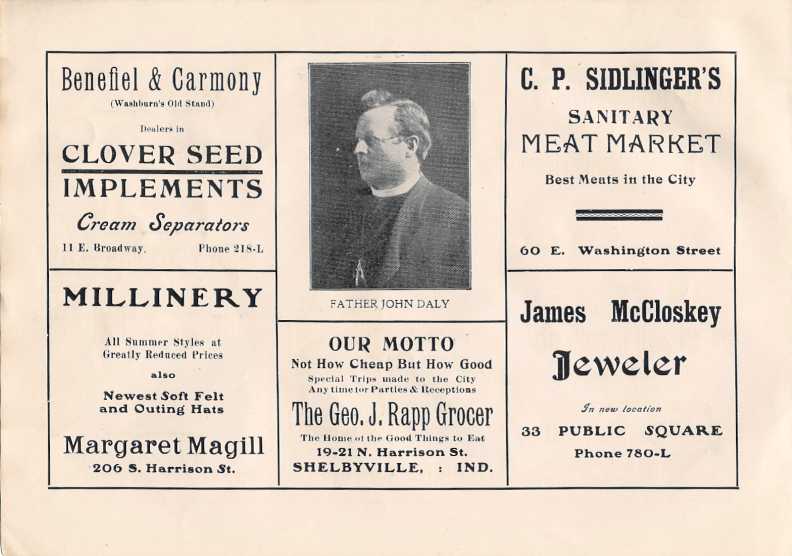 Benefiel & Carmony
(Washburn's Old Stand)
Dealers in
CLOVER SEED
IMPLEMENTS
Cream Separators
11 E. Broadway. Phone 218-L
MILLINERY
All Summer Styles at
Greatly Reduced Prices
also
Newest Soft Felt
and Outing Hats
Margaret Magill
206 S. Harrison St.
FATHER JOHN DALY
OUR MOTTO
Not How Cheap But How Good
Special Trips made to the City
Any time for Parties & Receptions
The Geo. J. Rapp Grocer
The Home of the Good Things to Eat
19-21 N. Harrison St.
SHELBYVILLE, : IND.
C. P. SIDLINGER'S
SANITARY
MEAT MARKET
Best Meats in the City
60 E. Washington Street
James McCloskey
Jeweler
In new location
33 PUBLIC SQUARE
Phone 780-L